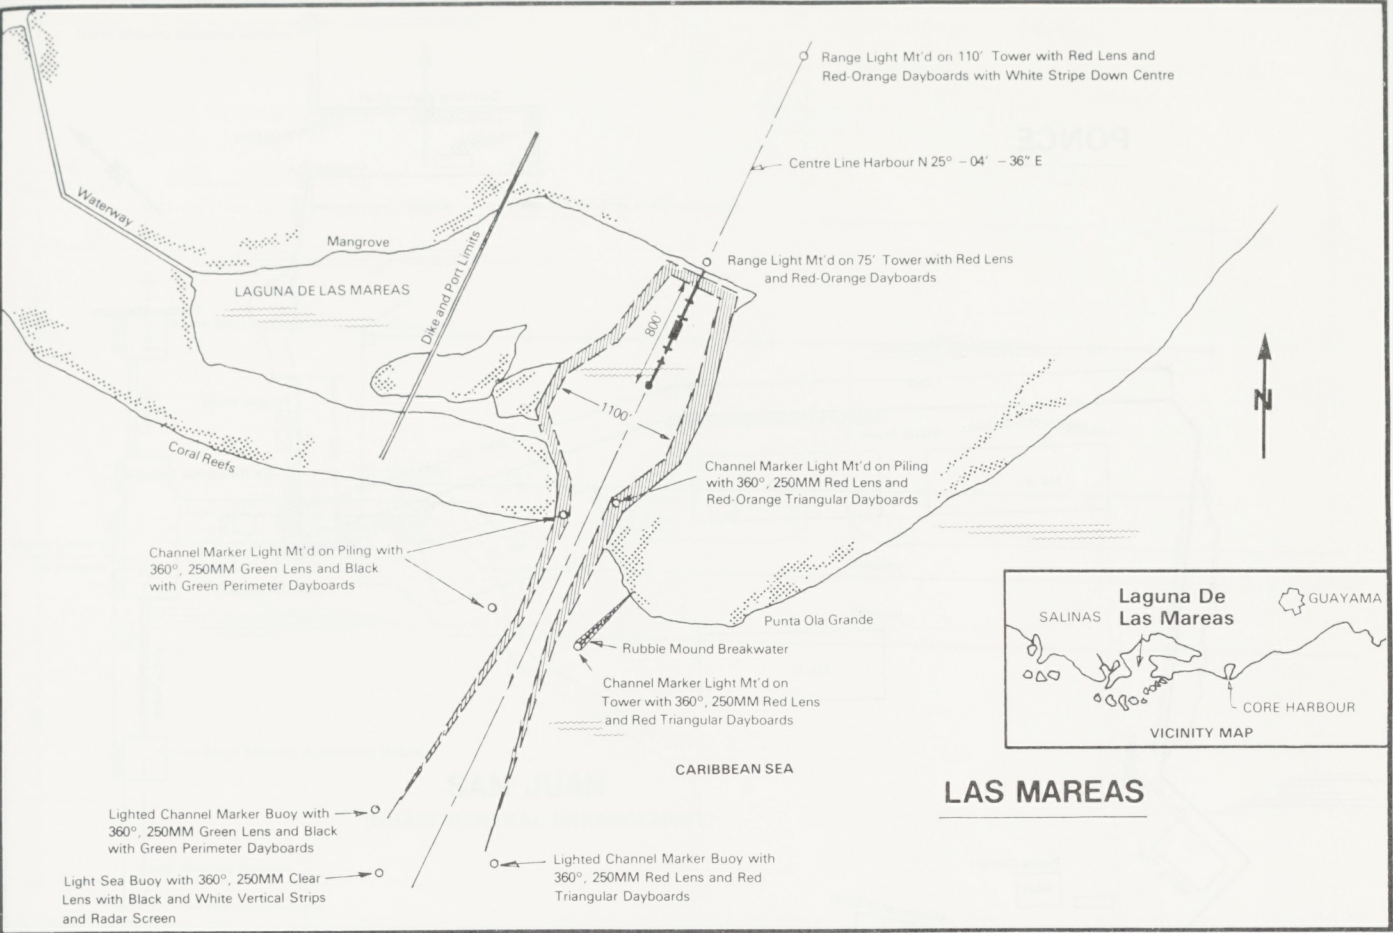 Range Light Mt'd on 110' Tower with Red Lens and
Red-Orange Dayboards with White Stripe Down Centre
Centre Line Harbour N 25° – 04' – 36" E
Waterway
Mangrove
Dike and Port Limits
Range Light Mt'd on 75' Tower with Red Lens
and Red-Orange Dayboards
LAGUNA DE LAS MAREAS
800'
N
1100'
Coral Reefs
Channel Marker Light Mt'd on Piling
with 360°, 250MM Red Lens and
Red-Orange Triangular Dayboards
Channel Marker Light Mt'd on Piling with
360°, 250MM Green Lens and Black
with Green Perimeter Dayboards
Punta Ola Grande
Rubble Mound Breakwater
Channel Marker Light Mt'd on
Tower with 360°, 250MM Red Lens
and Red Triangular Dayboards
Laguna De
Las Mareas
SALINAS
GUAYAMA
CORE HARBOUR
VICINITY MAP
CARIBBEAN SEA
LAS MAREAS
Lighted Channel Marker Buoy with
360°, 250MM Green Lens and Black
with Green Perimeter Dayboards
Lighted Channel Marker Buoy with
360°, 250MM Red Lens and Red
Triangular Dayboards
Light Sea Buoy with 360°, 250MM Clear
Lens with Black and White Vertical Strips
and Radar Screen
PONCE